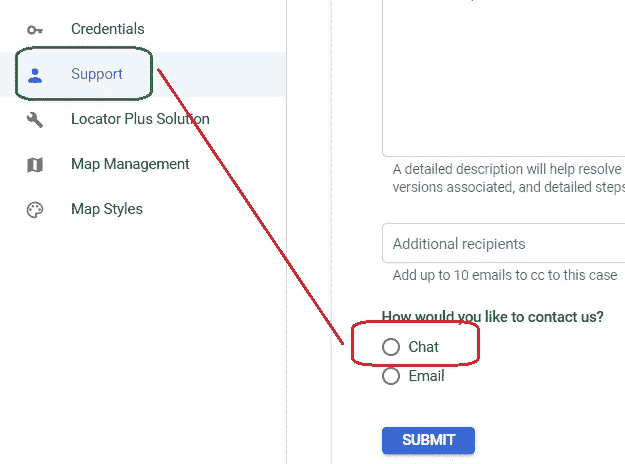 Credentials
Support
Locator Plus Solution
Map Management
Map Styles
A detailed description will help resolve
versions associated, and detailed steps
Additional recipients
Add up to 10 emails to cc to this case
How would you like to contact us?
Chat
Email
SUBMIT